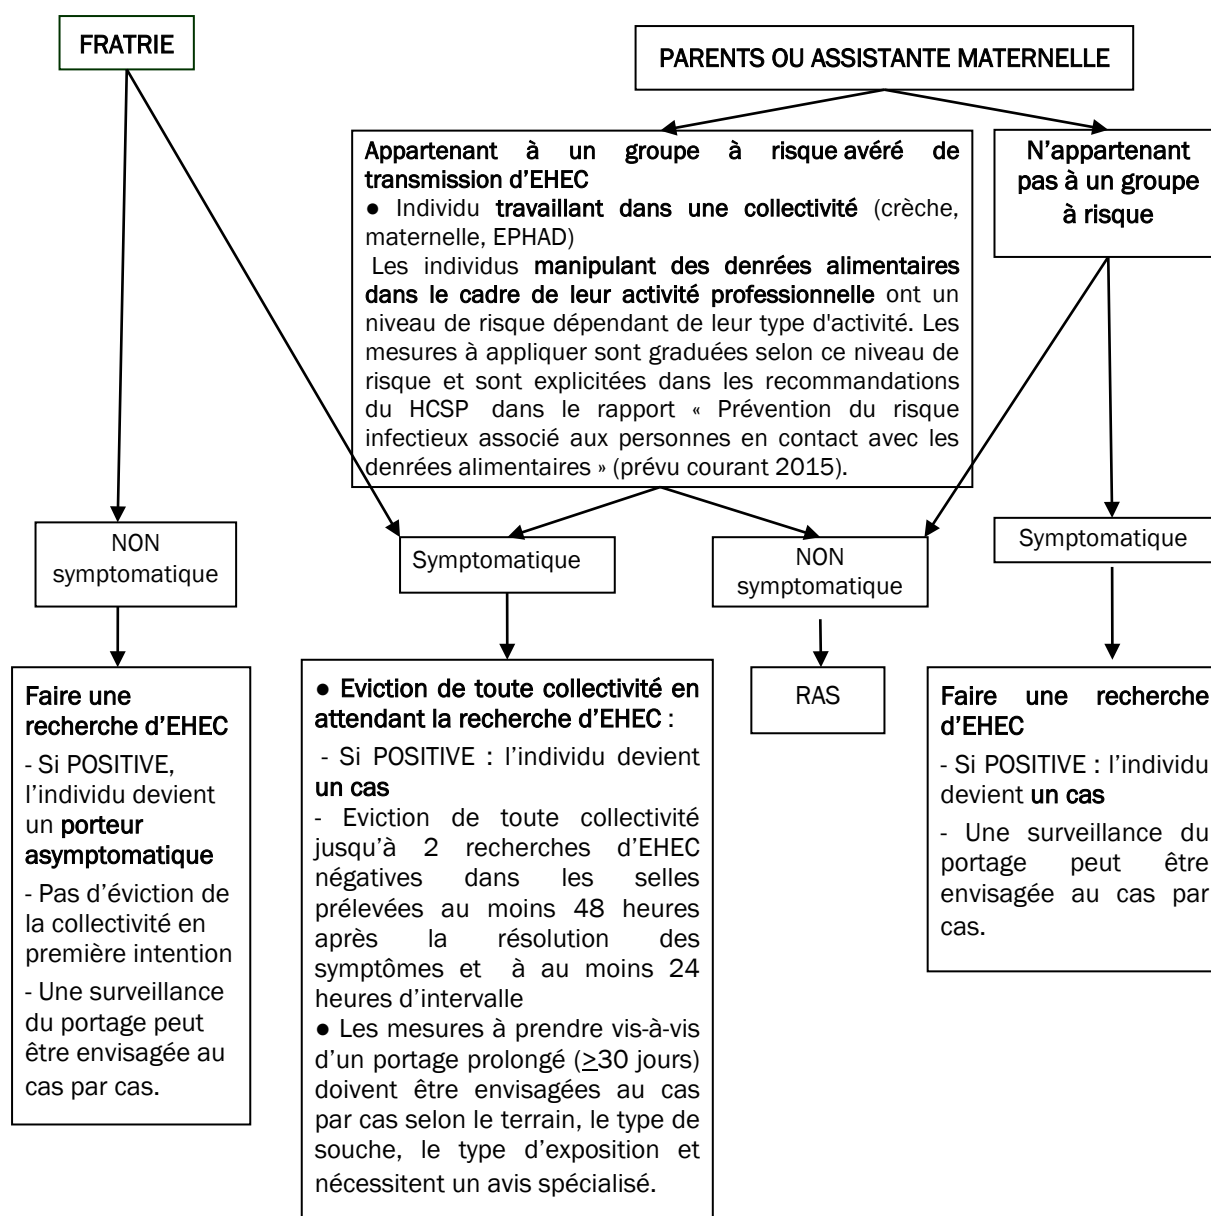 FRATRIE
PARENTS OU ASSISTANTE MATERNELLE
Appartenant à un groupe à risque avéré de
transmission d'EHEC
● Individu travaillant dans une collectivité (crèche,
maternelle, EPHAD)
Les individus manipulant des denrées alimentaires
dans le cadre de leur activité professionnelle ont un
niveau de risque dépendant de leur type d'activité. Les
mesures à appliquer sont graduées selon ce niveau de
risque et sont explicitées dans les recommandations
du HCSP dans le rapport « Prévention du risque
infectieux associé aux personnes en contact avec les
denrées alimentaires » (prévu courant 2015).
N'appartenant
pas à un groupe
à risque
NON
symptomatique
Symptomatique
NON
symptomatique
Symptomatique
Faire une
recherche d'EHEC
- Si POSITIVE,
l'individu devient
un porteur
asymptomatique
- Pas d'éviction de
la collectivité en
première intention
- Une surveillance
du portage peut
être envisagée au
cas par cas.
● Eviction de toute collectivité en
attendant la recherche d'EHEC :
- Si POSITIVE : l'individu devient
un cas
- Eviction de toute collectivité
jusqu'à 2 recherches d'EHEC
négatives dans les selles
prélevées au moins 48 heures
après la résolution des
symptômes et à au moins 24
heures d'intervalle
● Les mesures à prendre vis-à-vis
d'un portage prolongé (≥30 jours)
doivent être envisagées au cas
par cas selon le terrain, le type de
souche, le type d'exposition et
nécessitent un avis spécialisé.
RAS
Faire une recherche
d'EHEC
- Si POSITIVE : l'individu
devient un cas
- Une surveillance du
portage peut être
envisagée au cas par
cas.